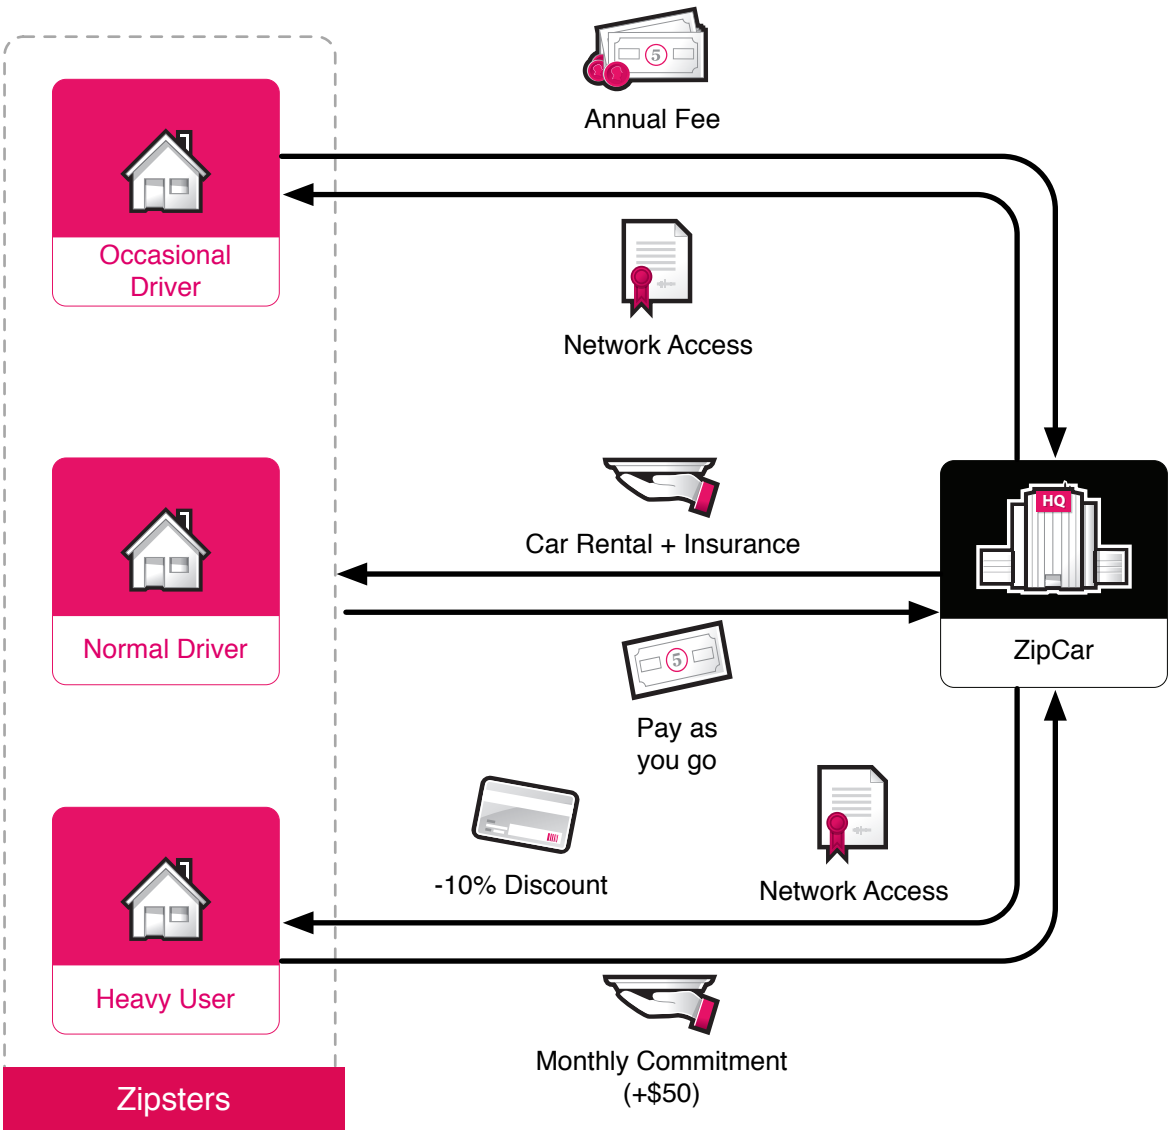 5
Annual Fee
Occasional
Driver
Network Access
Car Rental + Insurance
HQ
Normal Driver
ZipCar
5
Pay as
you go
-10% Discount
Network Access
Heavy User
Monthly Commitment
(+$50)
Zipsters